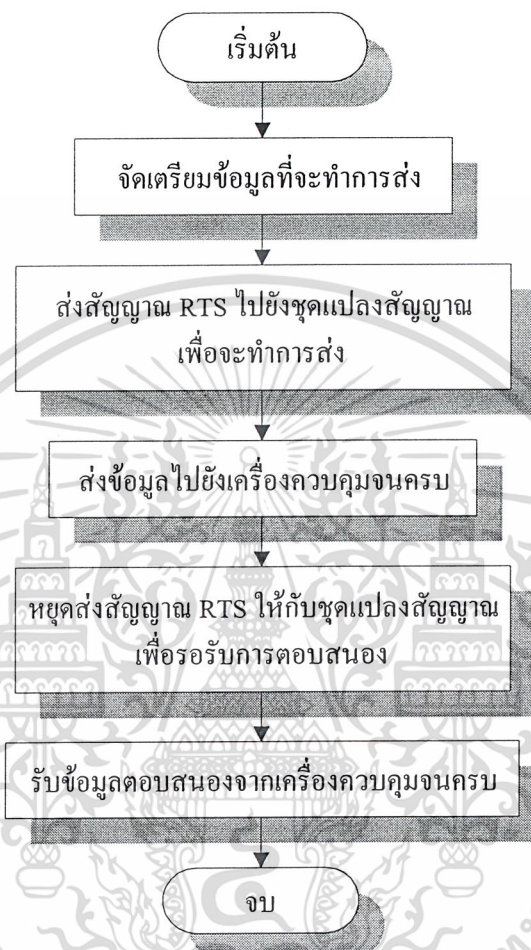 เริ่มต้น
จัดเตรียมข้อมูลที่จะทำการส่ง
ส่งสัญญาณ RTS ไปยังชุดแปลงสัญญาณ
เพื่อจะทำการส่ง
ส่งข้อมูลไปยังเครื่องควบคุมจนครบ
หยุดส่งสัญญาณ RTS ให้กับชุดแปลงสัญญาณ
เพื่อรอรับการตอบสนอง
รับข้อมูลตอบสนองจากเครื่องควบคุมจนครบ
จบ